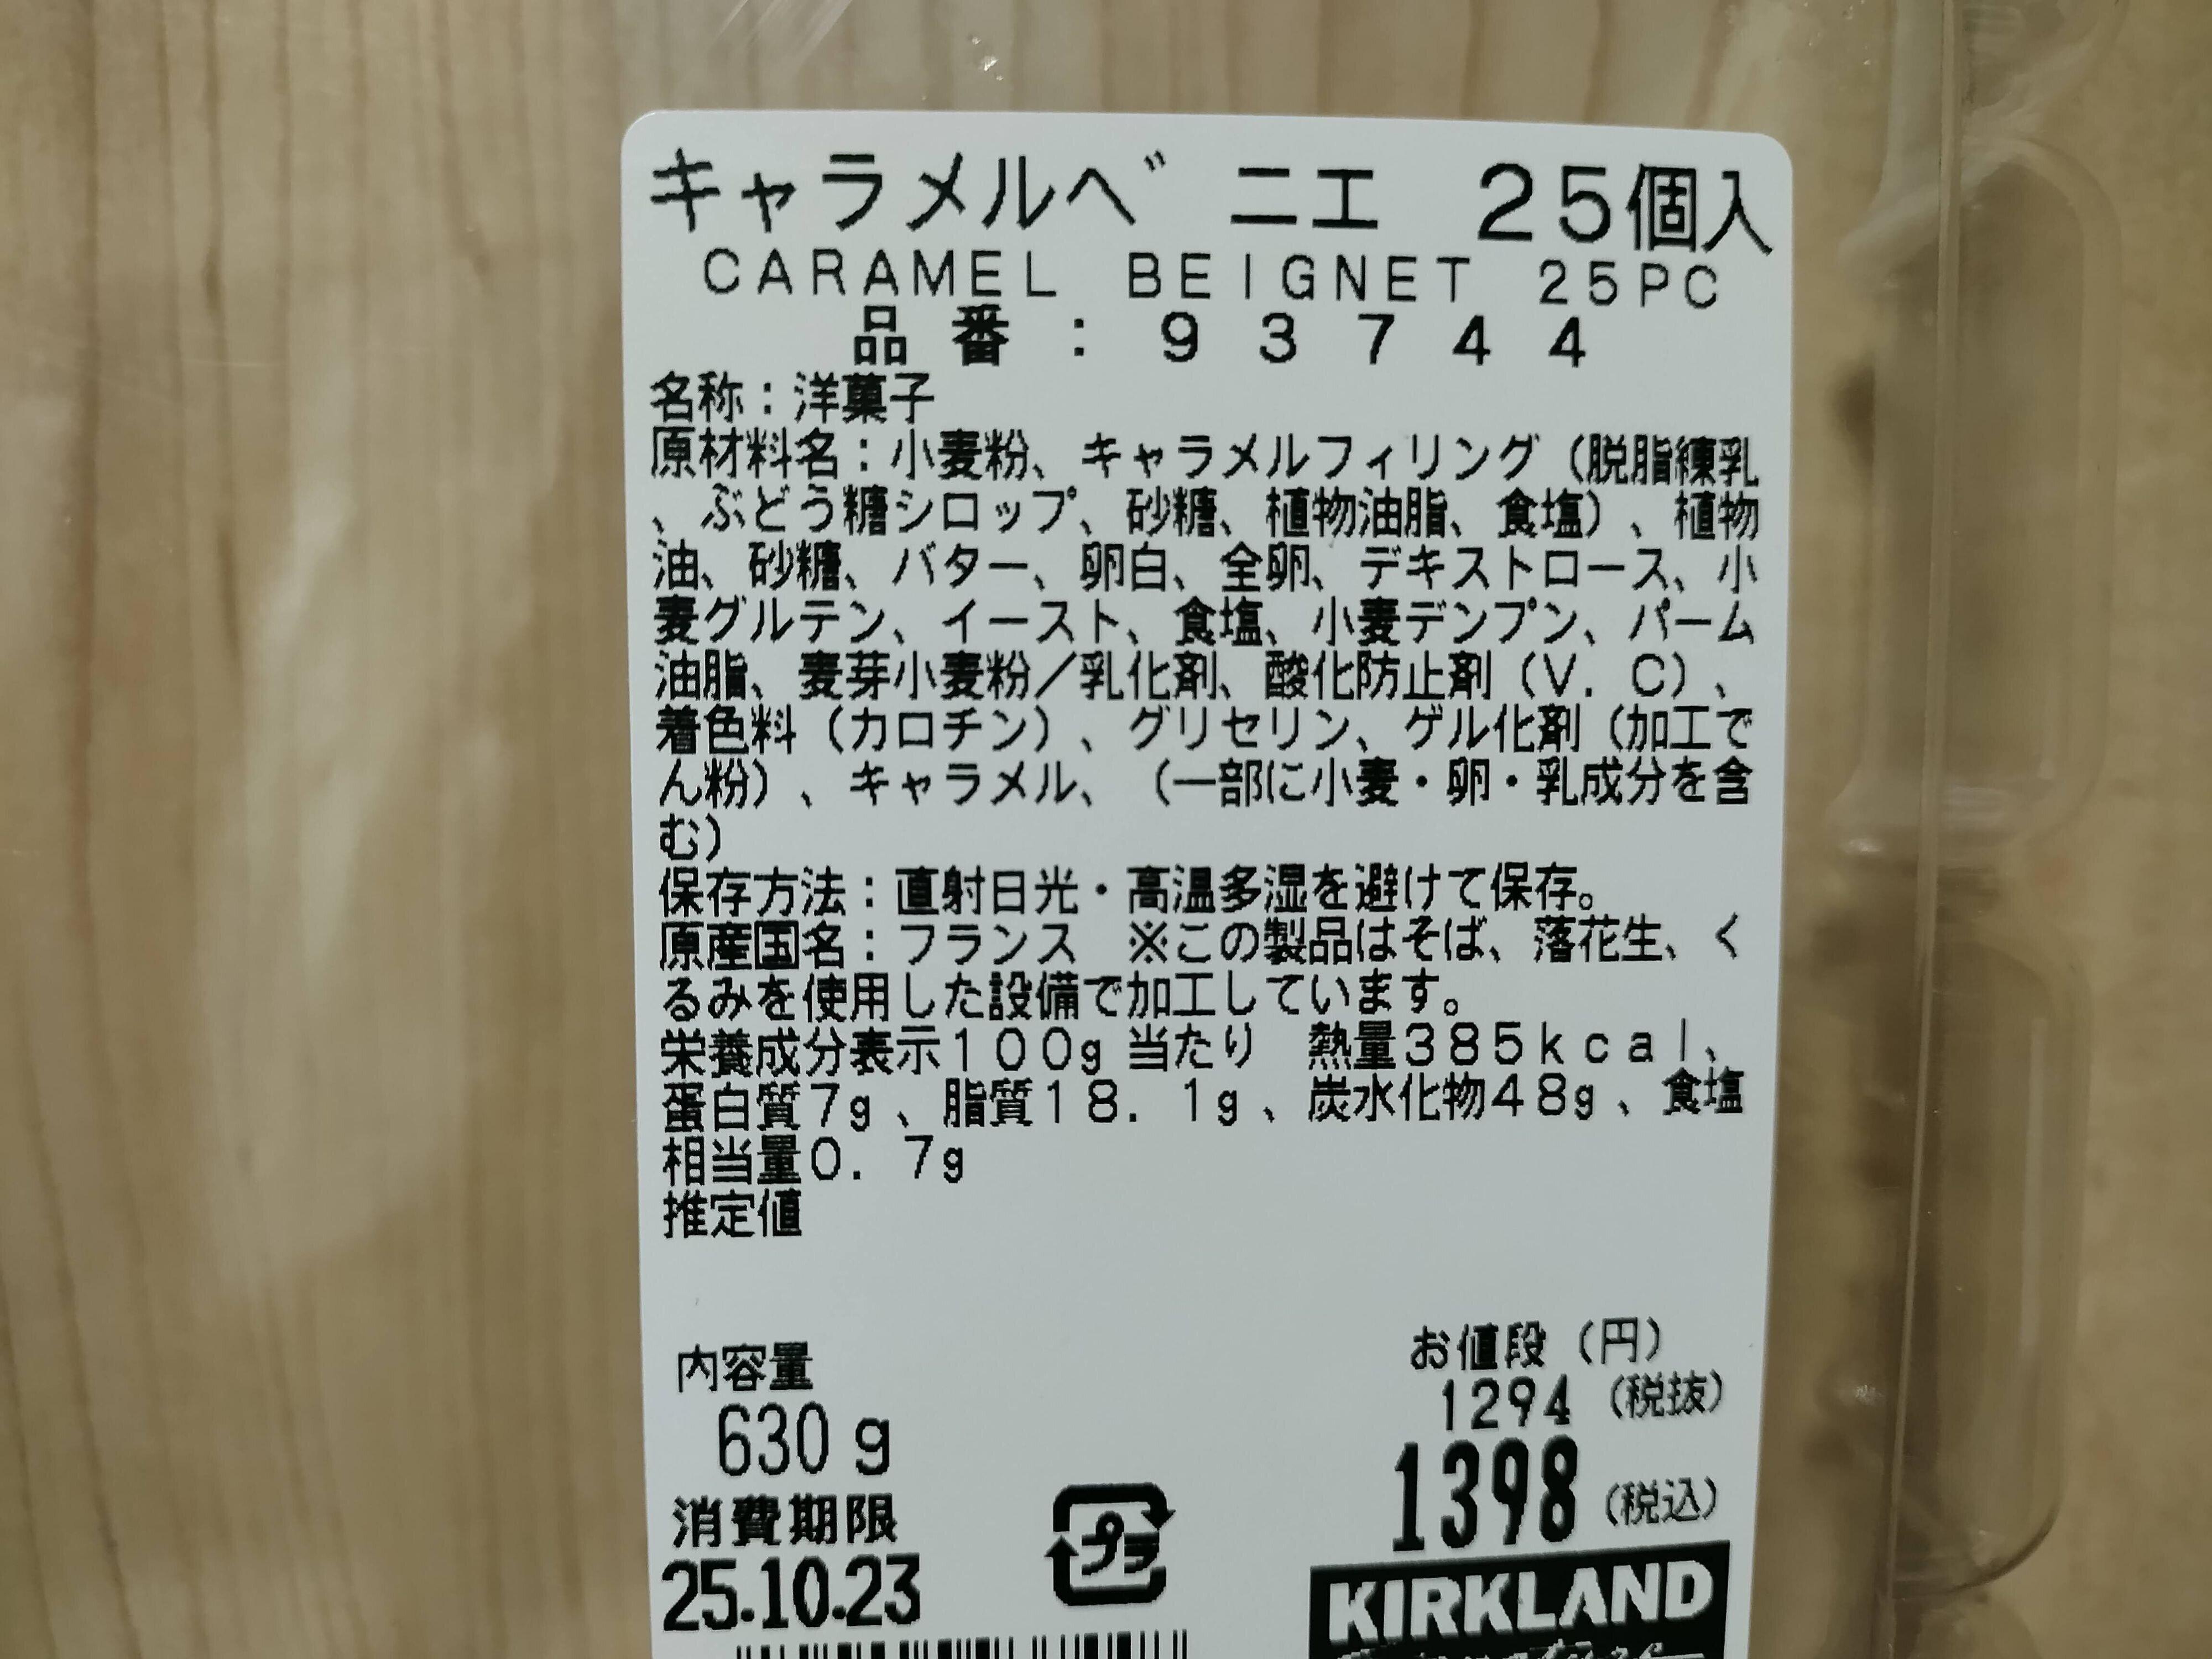 キャラメルベニエ 25個入
CARAMEL BEIGNET 25PC
品番:93744
名称:洋菓子
原材料名:小麦粉、キャラメルフィリング(脱脂練乳
、ぶどう糖シロップ、砂糖、植物油脂、食塩)、植物
油、砂糖、バター、卵白、全卵、デキストロース、小
麦グルテン、イースト、食塩、小麦デンプン、パーム
油脂、麦芽小麦粉/乳化剤、酸化防止剤(V.C)、
着色料(カロチン)、グリセリン、ゲル化剤(加工で
ん粉)、キャラメル、(一部に小麦・卵・乳成分を含
む)
保存方法:直射日光・高温多湿を避けて保存。
原産国名:フランス ※この製品はそば、落花生、く
るみを使用した設備で加工しています。
栄養成分表示100g当たり 熱量385kcal、
蛋白質7g、脂質18.1g、炭水化物48g、食塩
相当量0.7g
推定値
お値段(円)
内容量
1294(税抜)
630g
1398(税込)
消費期限
プラ
25.10.23
KIRKLAND